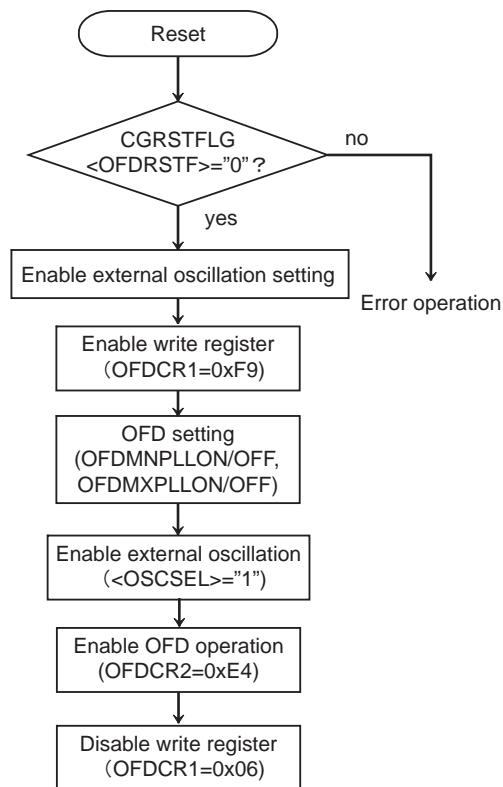 Reset
CGRSTFLG
<OFDRSTF>=”0”？
no
yes
Enable external oscillation setting
Error operation
Enable write register
（OFDCR1=0xF9)
OFD setting
(OFDMNPLLON/OFF,
OFDMXPLLON/OFF)
Enable external oscillation
（<OSCSEL>=”1”)
Enable OFD operation
(OFDCR2=0xE4)
Disable write register
（OFDCR1=0x06)